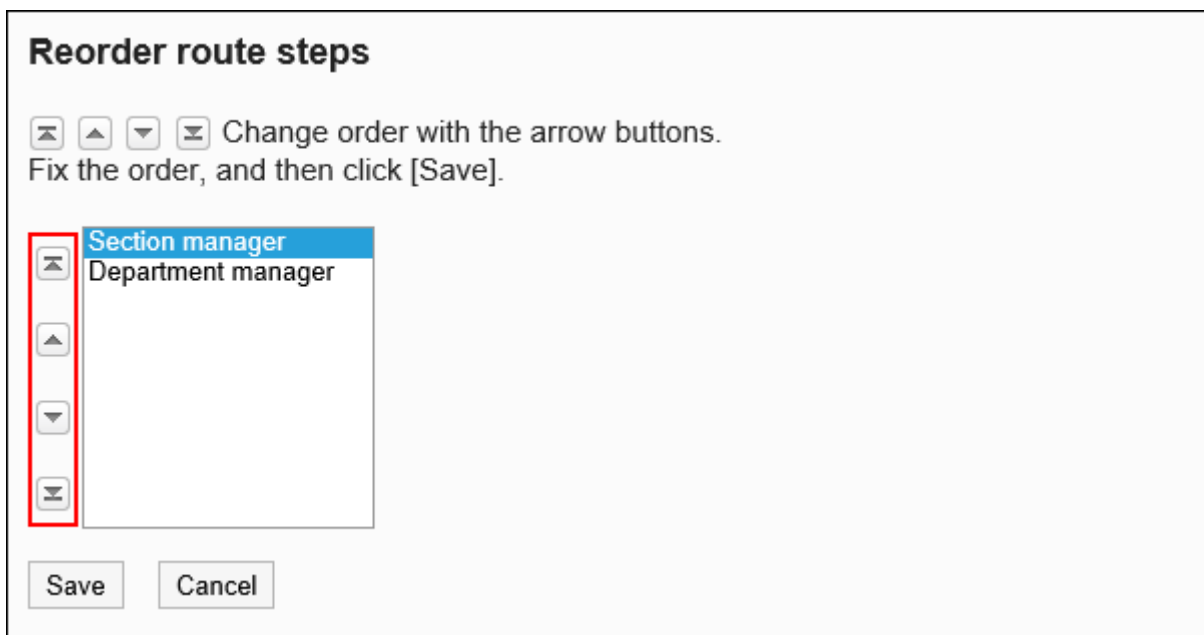 Reorder route steps
Change order with the arrow buttons.
Fix the order, and then click [Save].
Section manager
Department manager
Save
Cancel